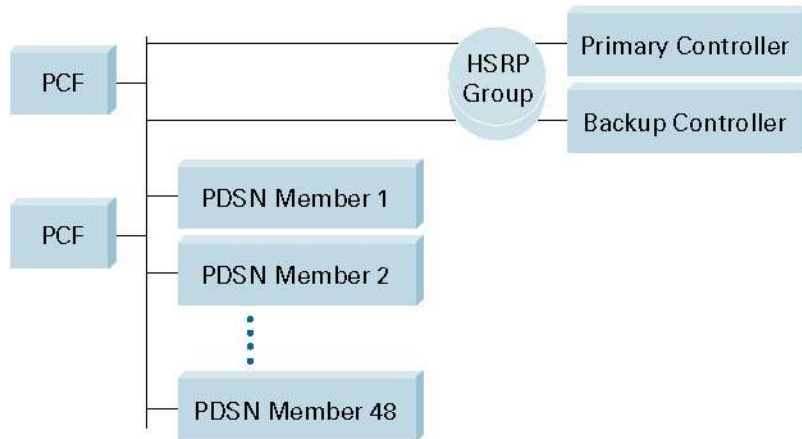 PCF
HSRP
Group
Primary Controller
Backup Controller
PCF
PDSN Member 1
PDSN Member 2
PDSN Member 48